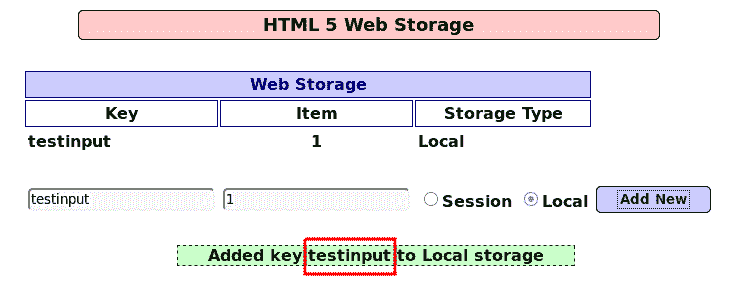 HTML 5 Web Storage
Web Storage
Key Item Storage Type
testinput 1 Local
testinput 1 Session Local Add New
Added key testinput to Local storage